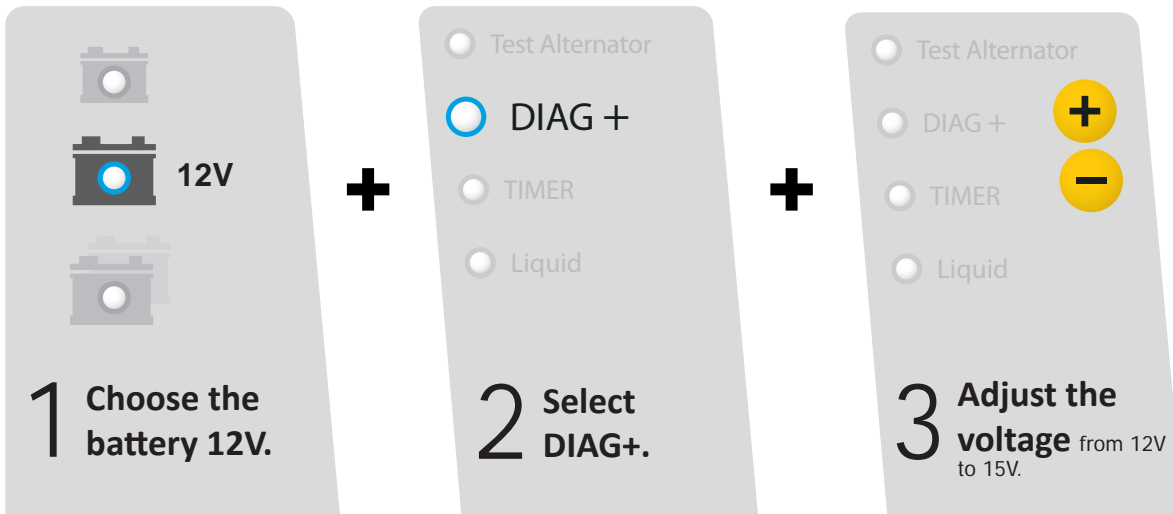 12V
1 Choose the
battery 12V.
Test Alternator
DIAG +
TIMER
Liquid
2 Select
DIAG+.
Test Alternator
DIAG +
TIMER
Liquid
+
−
3 Adjust the
voltage from 12V
to 15V.